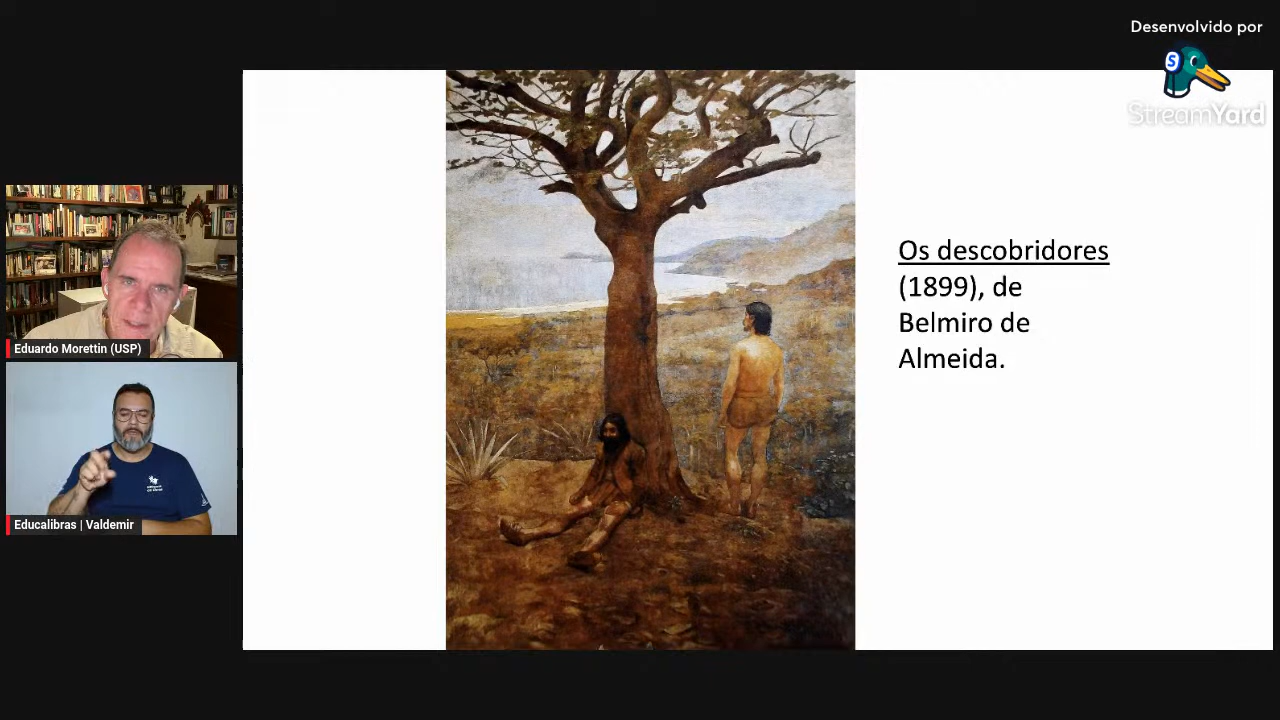 Desenvolvido por
S
StreamYard
Os descobridores
(1899), de
Belmiro de
Almeida.
Eduardo Morettin (USP)
Educalibras | Valdemir